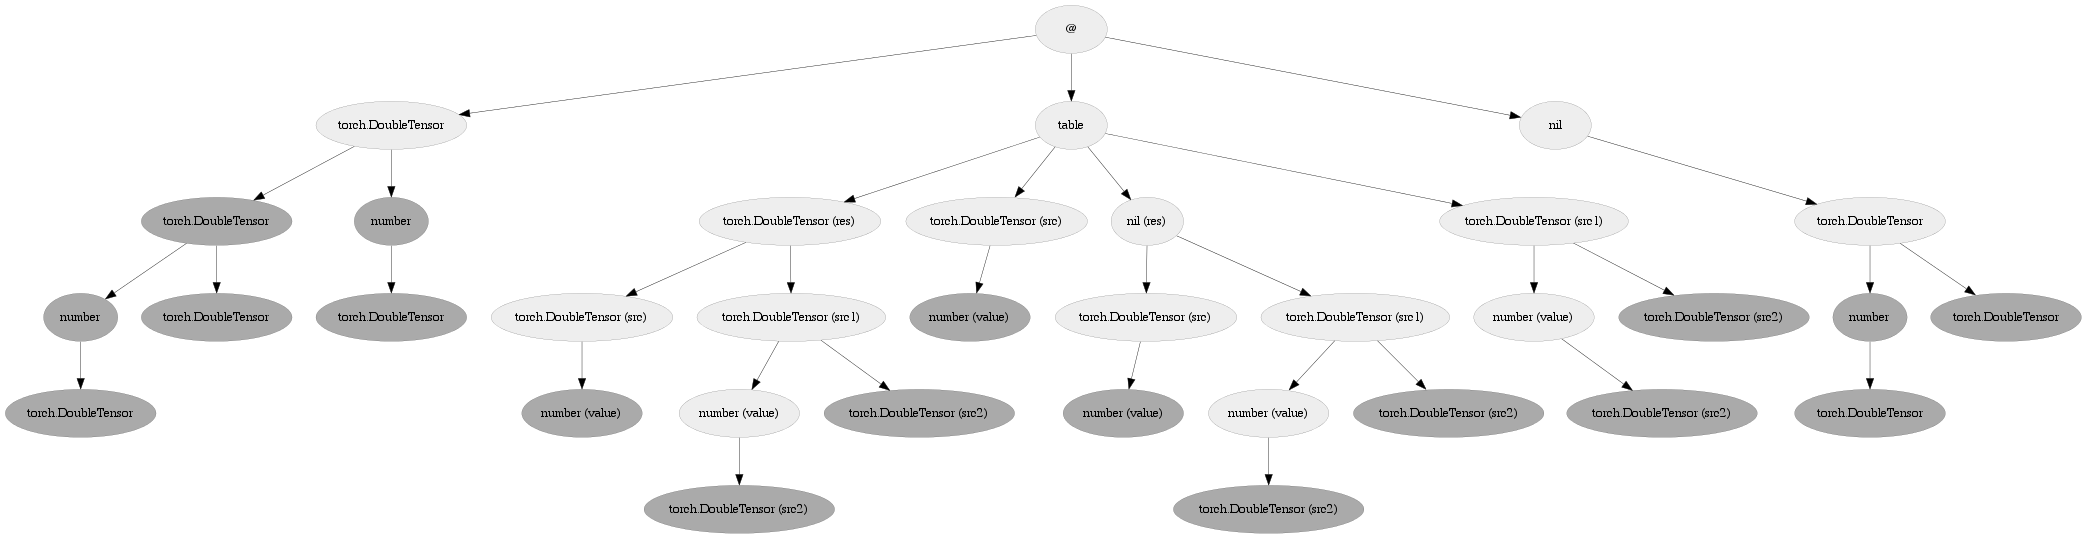 @
torch.DoubleTensor
table
nil
torch.DoubleTensor
number
torch.DoubleTensor (res)
torch.DoubleTensor (src)
nil (res)
torch.DoubleTensor (src1)
torch.DoubleTensor
number
torch.DoubleTensor
torch.DoubleTensor
torch.DoubleTensor (src)
torch.DoubleTensor (src1)
number (value)
torch.DoubleTensor (src)
torch.DoubleTensor (src1)
number (value)
torch.DoubleTensor (src2)
number
torch.DoubleTensor
torch.DoubleTensor
number (value)
number (value)
torch.DoubleTensor (src2)
number (value)
number (value)
torch.DoubleTensor (src2)
torch.DoubleTensor (src2)
torch.DoubleTensor
torch.DoubleTensor (src2)
torch.DoubleTensor (src2)